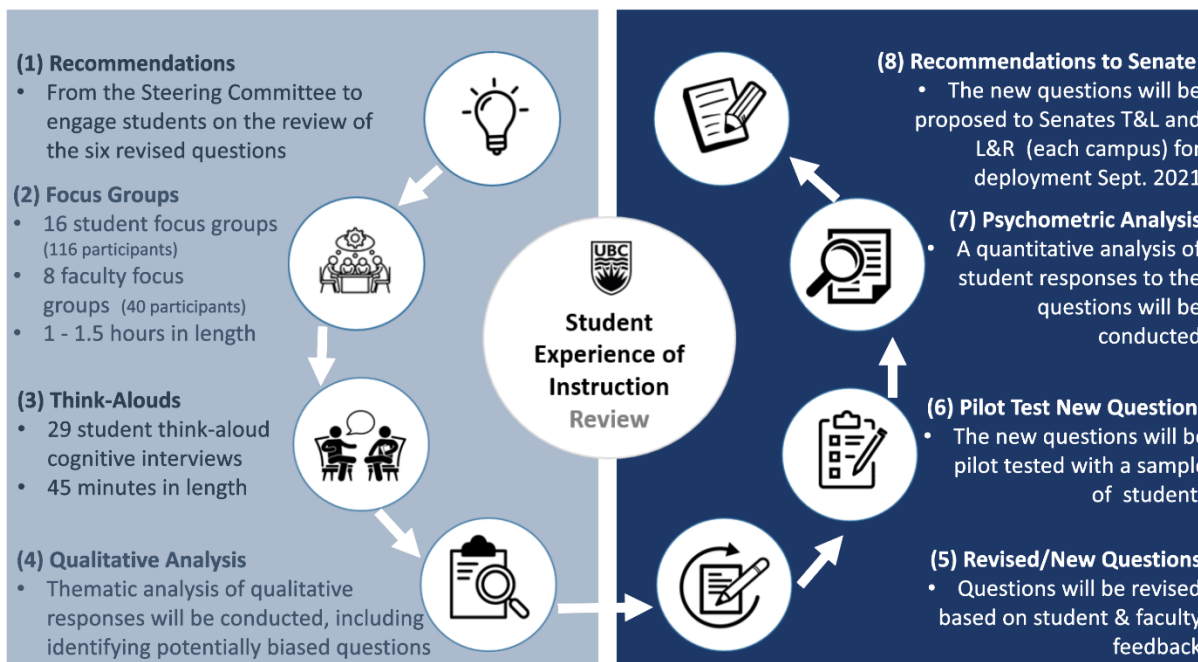 (1) Recommendations
• From the Steering Committee to
engage students on the review of
the six revised questions
(2) Focus Groups
• 16 student focus groups
(116 participants)
• 8 faculty focus
groups (40 participants)
• 1 - 1.5 hours in length
(3) Think-Alouds
• 29 student think-aloud
cognitive interviews
• 45 minutes in length
(4) Qualitative Analysis
• Thematic analysis of qualitative
responses will be conducted, including
identifying potentially biased questions
UBC
Student
Experience of
Instruction
Review
(5) Revised/New Questions
• Questions will be revised
based on student & faculty
feedback
(6) Pilot Test New Question
• The new questions will be
pilot tested with a sample
of student
(7) Psychometric Analysis
• A quantitative analysis of
student responses to the
questions will be
conducted
(8) Recommendations to Senate
• The new questions will be
proposed to Senates T&L and
L&R (each campus) for
deployment Sept. 2021